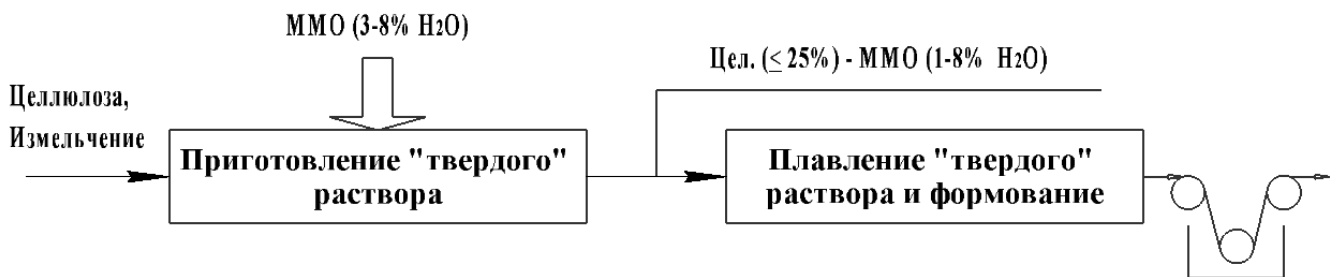 ММО (3-8% H2O)
Цел. (≤ 25%) - ММО (1-8% H2O)
Целлюлоза,
Измельчение
Приготовление "твердого"
раствора
Плавление "твердого"
раствора и формование